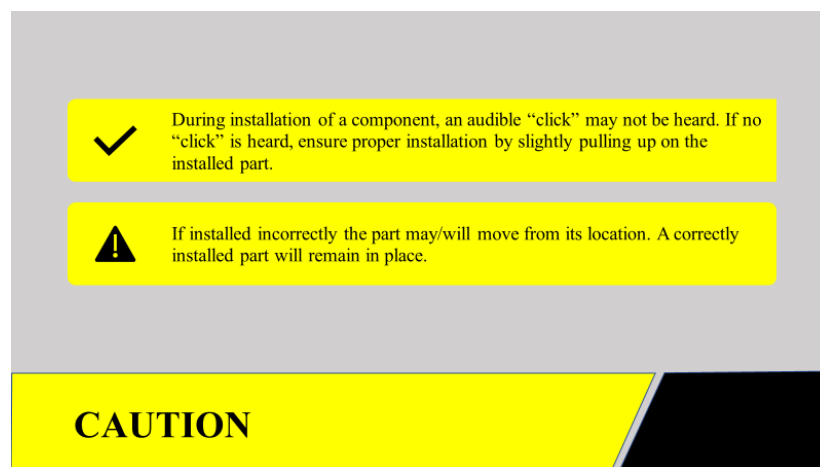 During installation of a component, an audible “click” may not be heard. If no
“click” is heard, ensure proper installation by slightly pulling up on the
installed part.
If installed incorrectly the part may/will move from its location. A correctly
installed part will remain in place.
CAUTION